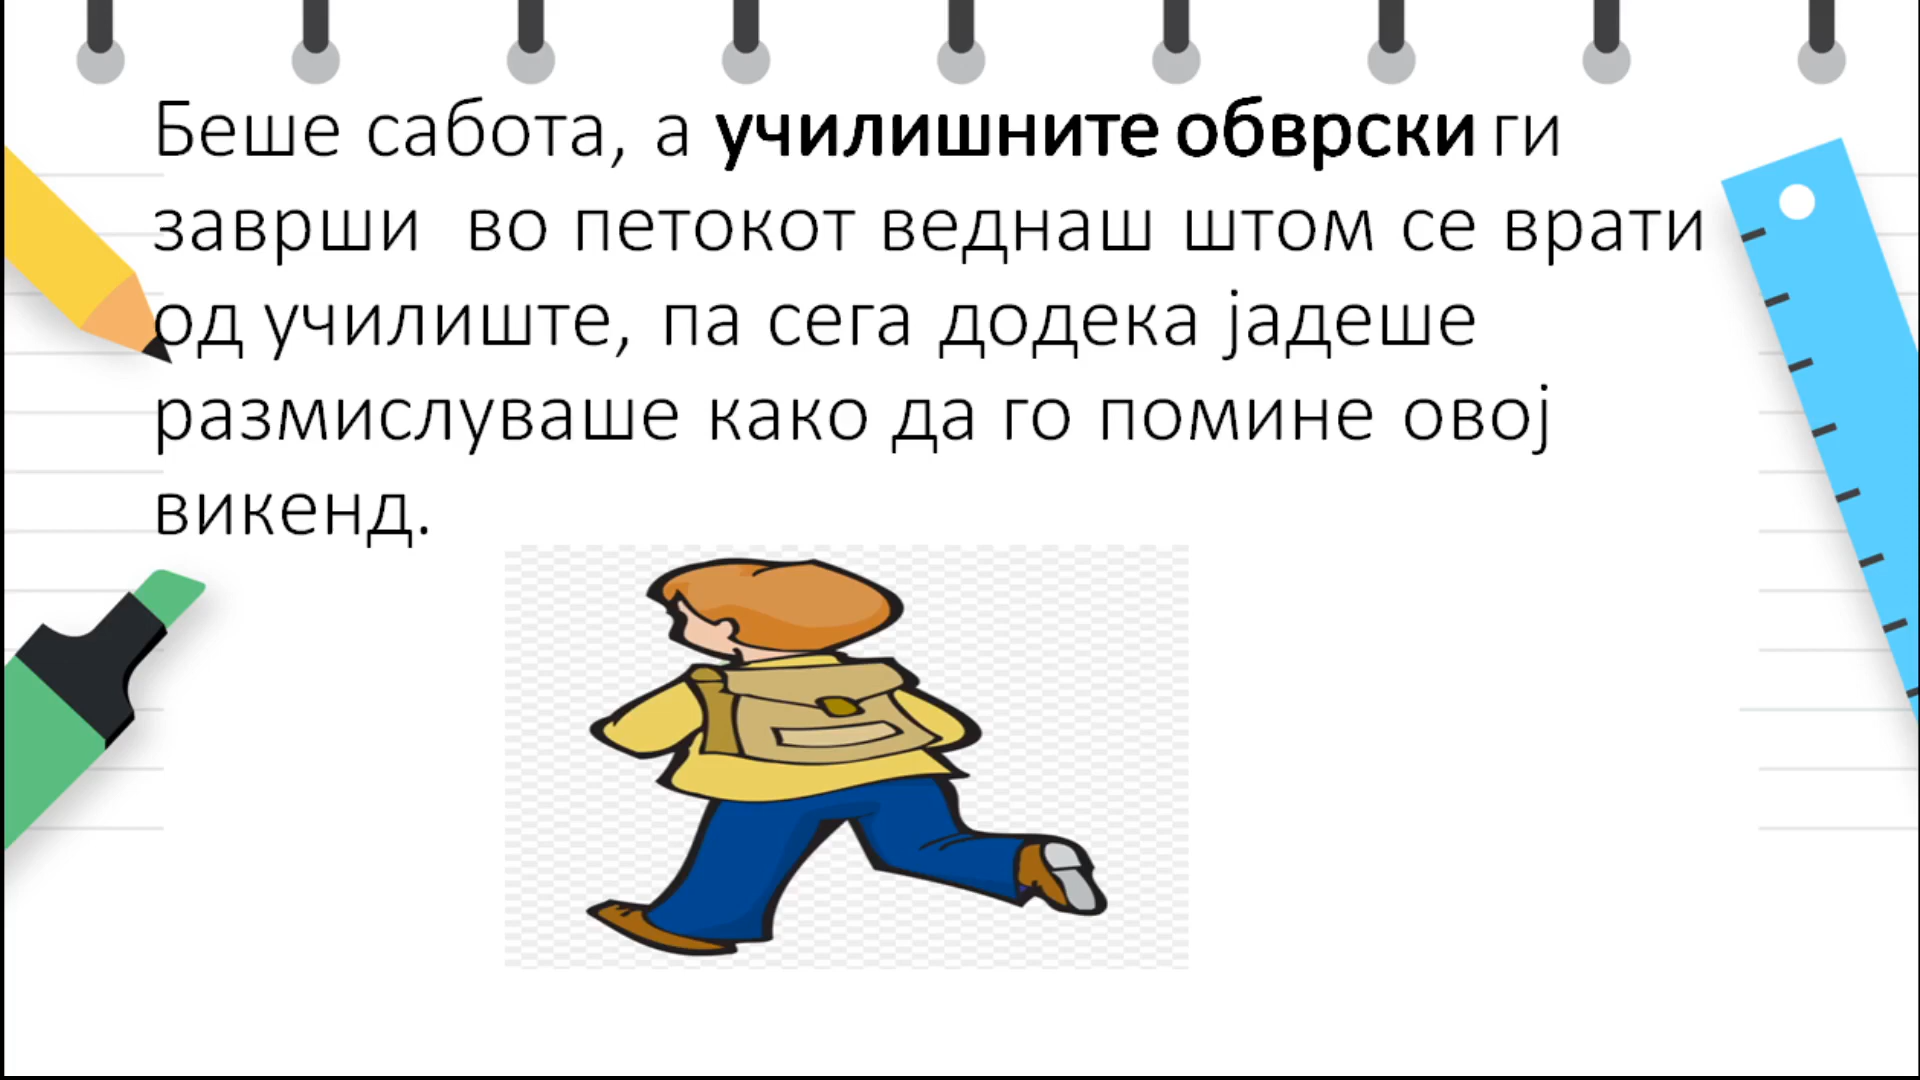 Беше сабота, а училишните обврски ги
заврши  во петокот веднаш штом се врати
од училиште, па сега додека јадеше
размислуваше како да го помине овој
викенд.